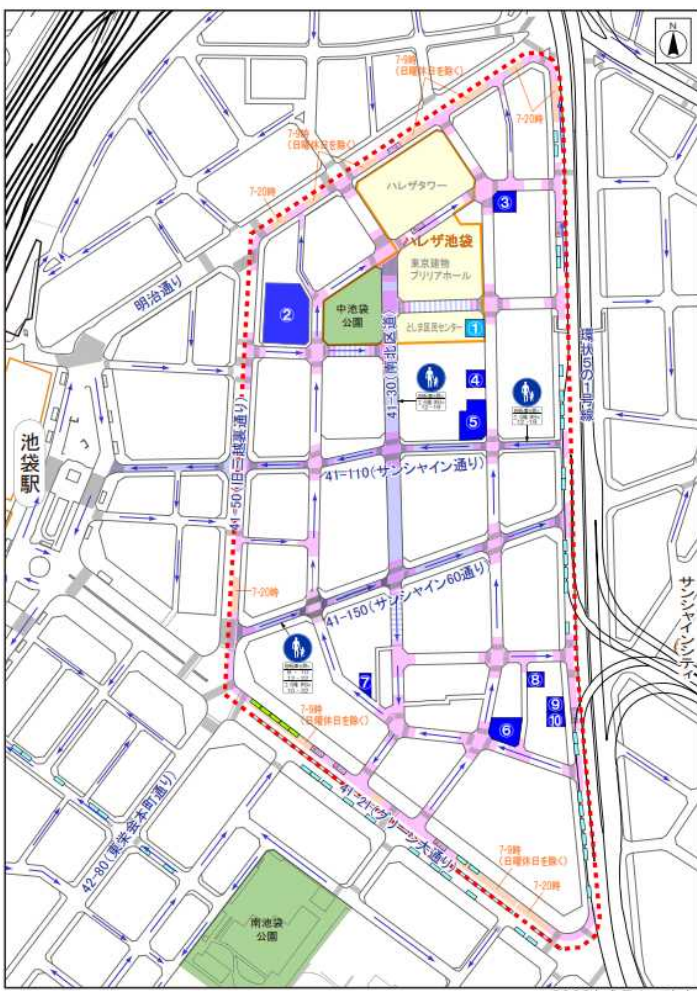 N
7-9時
(日曜休日を除く)
7-20時
7-9時
(日曜休日を除く)
7-20時
ハレザタワー
③
ハレザ池袋
東京建物
ブリリアホール
明治通り
②
中池袋
公園
としま区民センター
①
41-30(南北区道)
環状5の1号線
④
⑤
池袋駅
41-50(旧三越裏通り)
41-110(サンシャイン通り)
7-20時
41-150(サンシャイン60通り)
サンシャインシティ
⑦
⑧
⑨
⑩
⑥
7-9時
(日曜休日を除く)
41-21(グリーン大通り)
42-80(東栄会本町通り)
7-9時
(日曜休日を除く)
7-20時
南池袋
公園